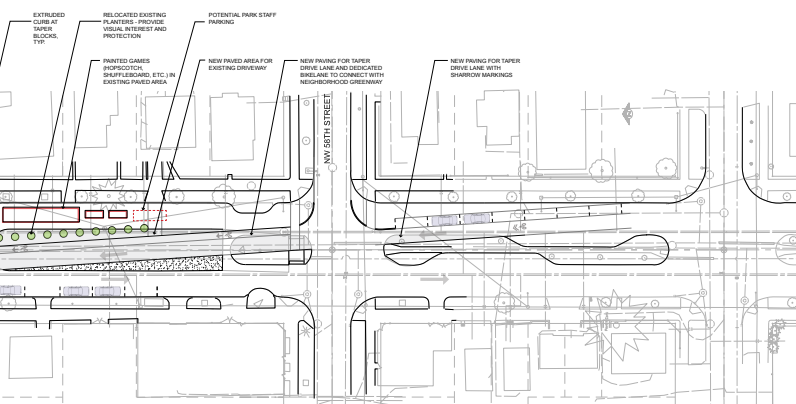 EXTRUDED
CURB AT
TAPER
BLOCKS,
TYP.
RELOCATED EXISTING
PLANTERS - PROVIDE
VISUAL INTEREST AND
PROTECTION
POTENTIAL PARK STAFF
PARKING
PAINTED GAMES
(HOPSCOTCH,
SHUFFLEBOARD, ETC.) IN
EXISTING PAVED AREA
NEW PAVED AREA FOR
EXISTING DRIVEWAY
NEW PAVING FOR TAPER
DRIVE LANE AND DEDICATED
BIKELANE TO CONNECT WITH
NEIGHBORHOOD GREENWAY
NEW PAVING FOR TAPER
DRIVE LANE WITH
SHARROW MARKINGS
NW 58TH STREET